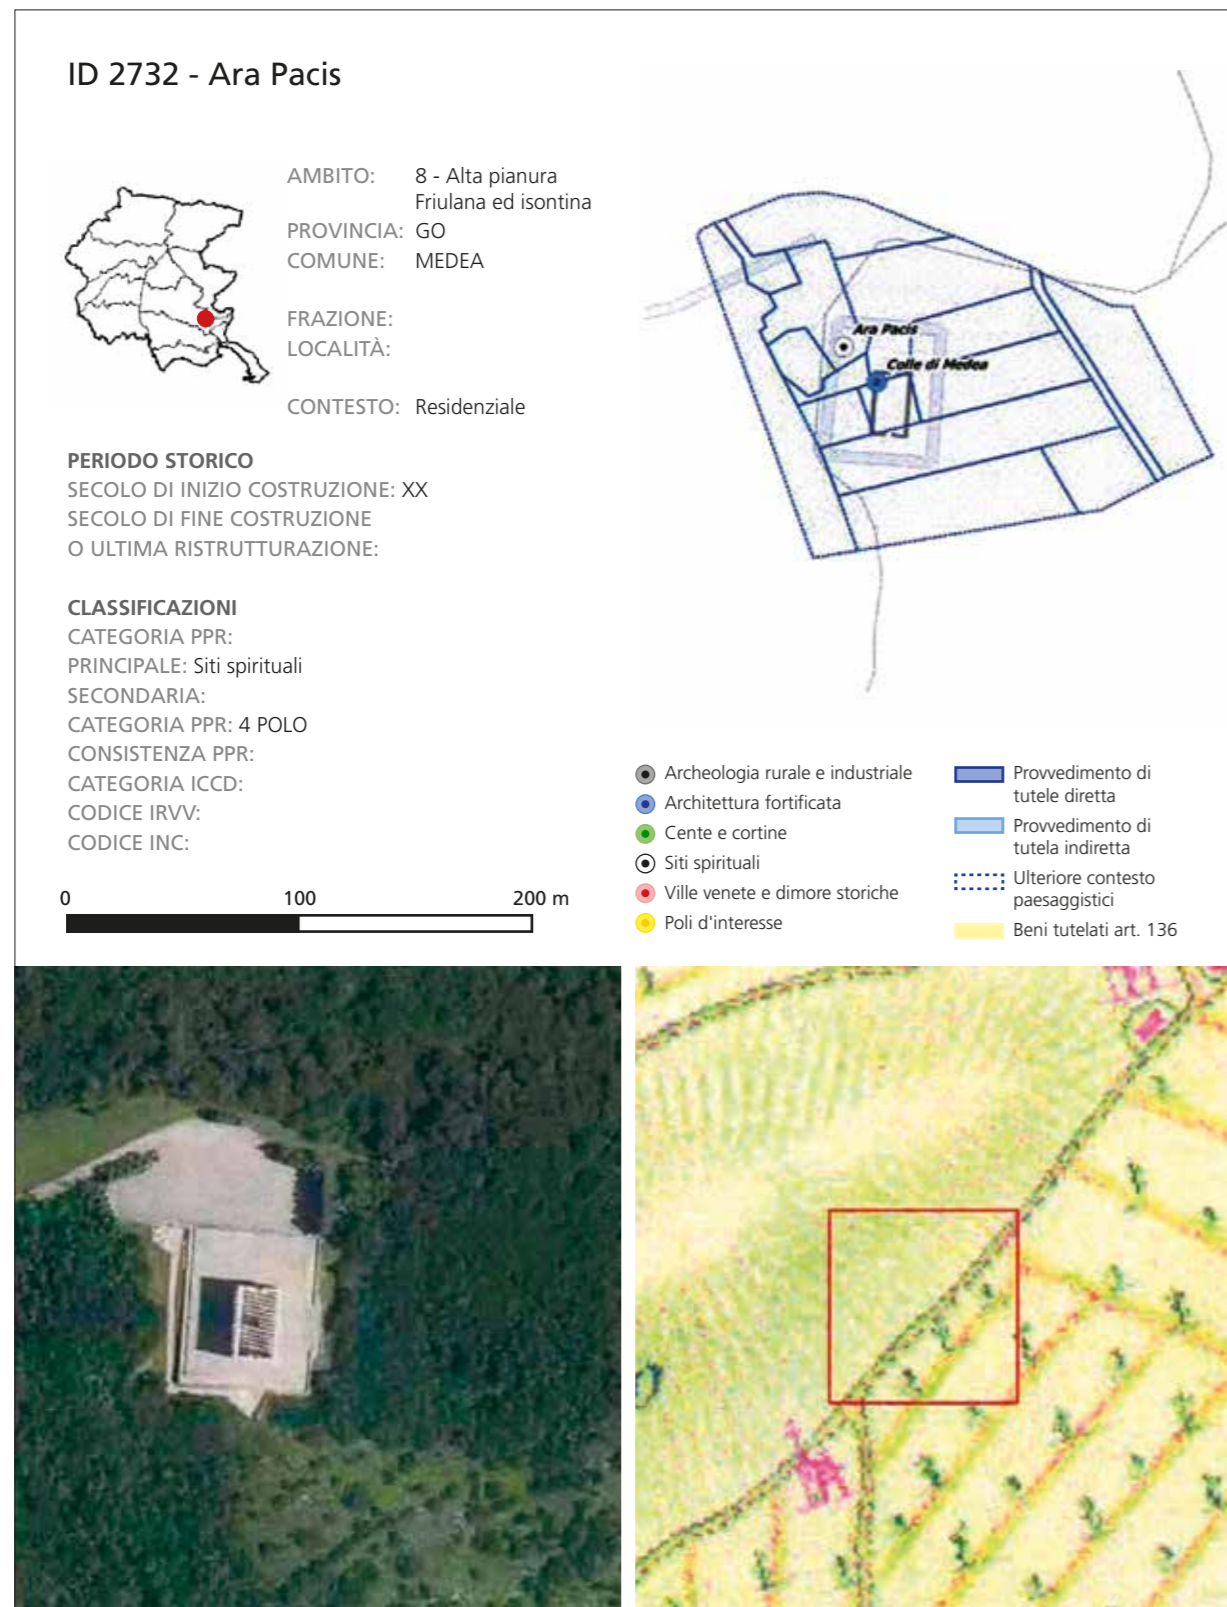 ID 2732 - Ara Pacis
AMBITO: 8 - Alta pianura
Friulana ed isontina
PROVINCIA: GO
COMUNE: MEDEA
FRAZIONE:
LOCALITÀ:
CONTESTO: Residenziale
PERIODO STORICO
SECOLO DI INIZIO COSTRUZIONE: XX
SECOLO DI FINE COSTRUZIONE
O ULTIMA RISTRUTTURAZIONE:
CLASSIFICAZIONI
CATEGORIA PPR:
PRINCIPALE: Siti spirituali
SECONDARIA:
CATEGORIA PPR: 4 POLO
CONSISTENZA PPR:
CATEGORIA ICCD:
CODICE IRVV:
CODICE INC:
0 100 200 m
Ara Pacis
Colle di Medea
Archeologia rurale e industriale
Architettura fortificata
Cente e cortine
Siti spirituali
Ville venete e dimore storiche
Poli d'interesse
Provvedimento di
tutele diretta
Provvedimento di
tutela indiretta
Ulteriore contesto
paesaggistici
Beni tutelati art. 136